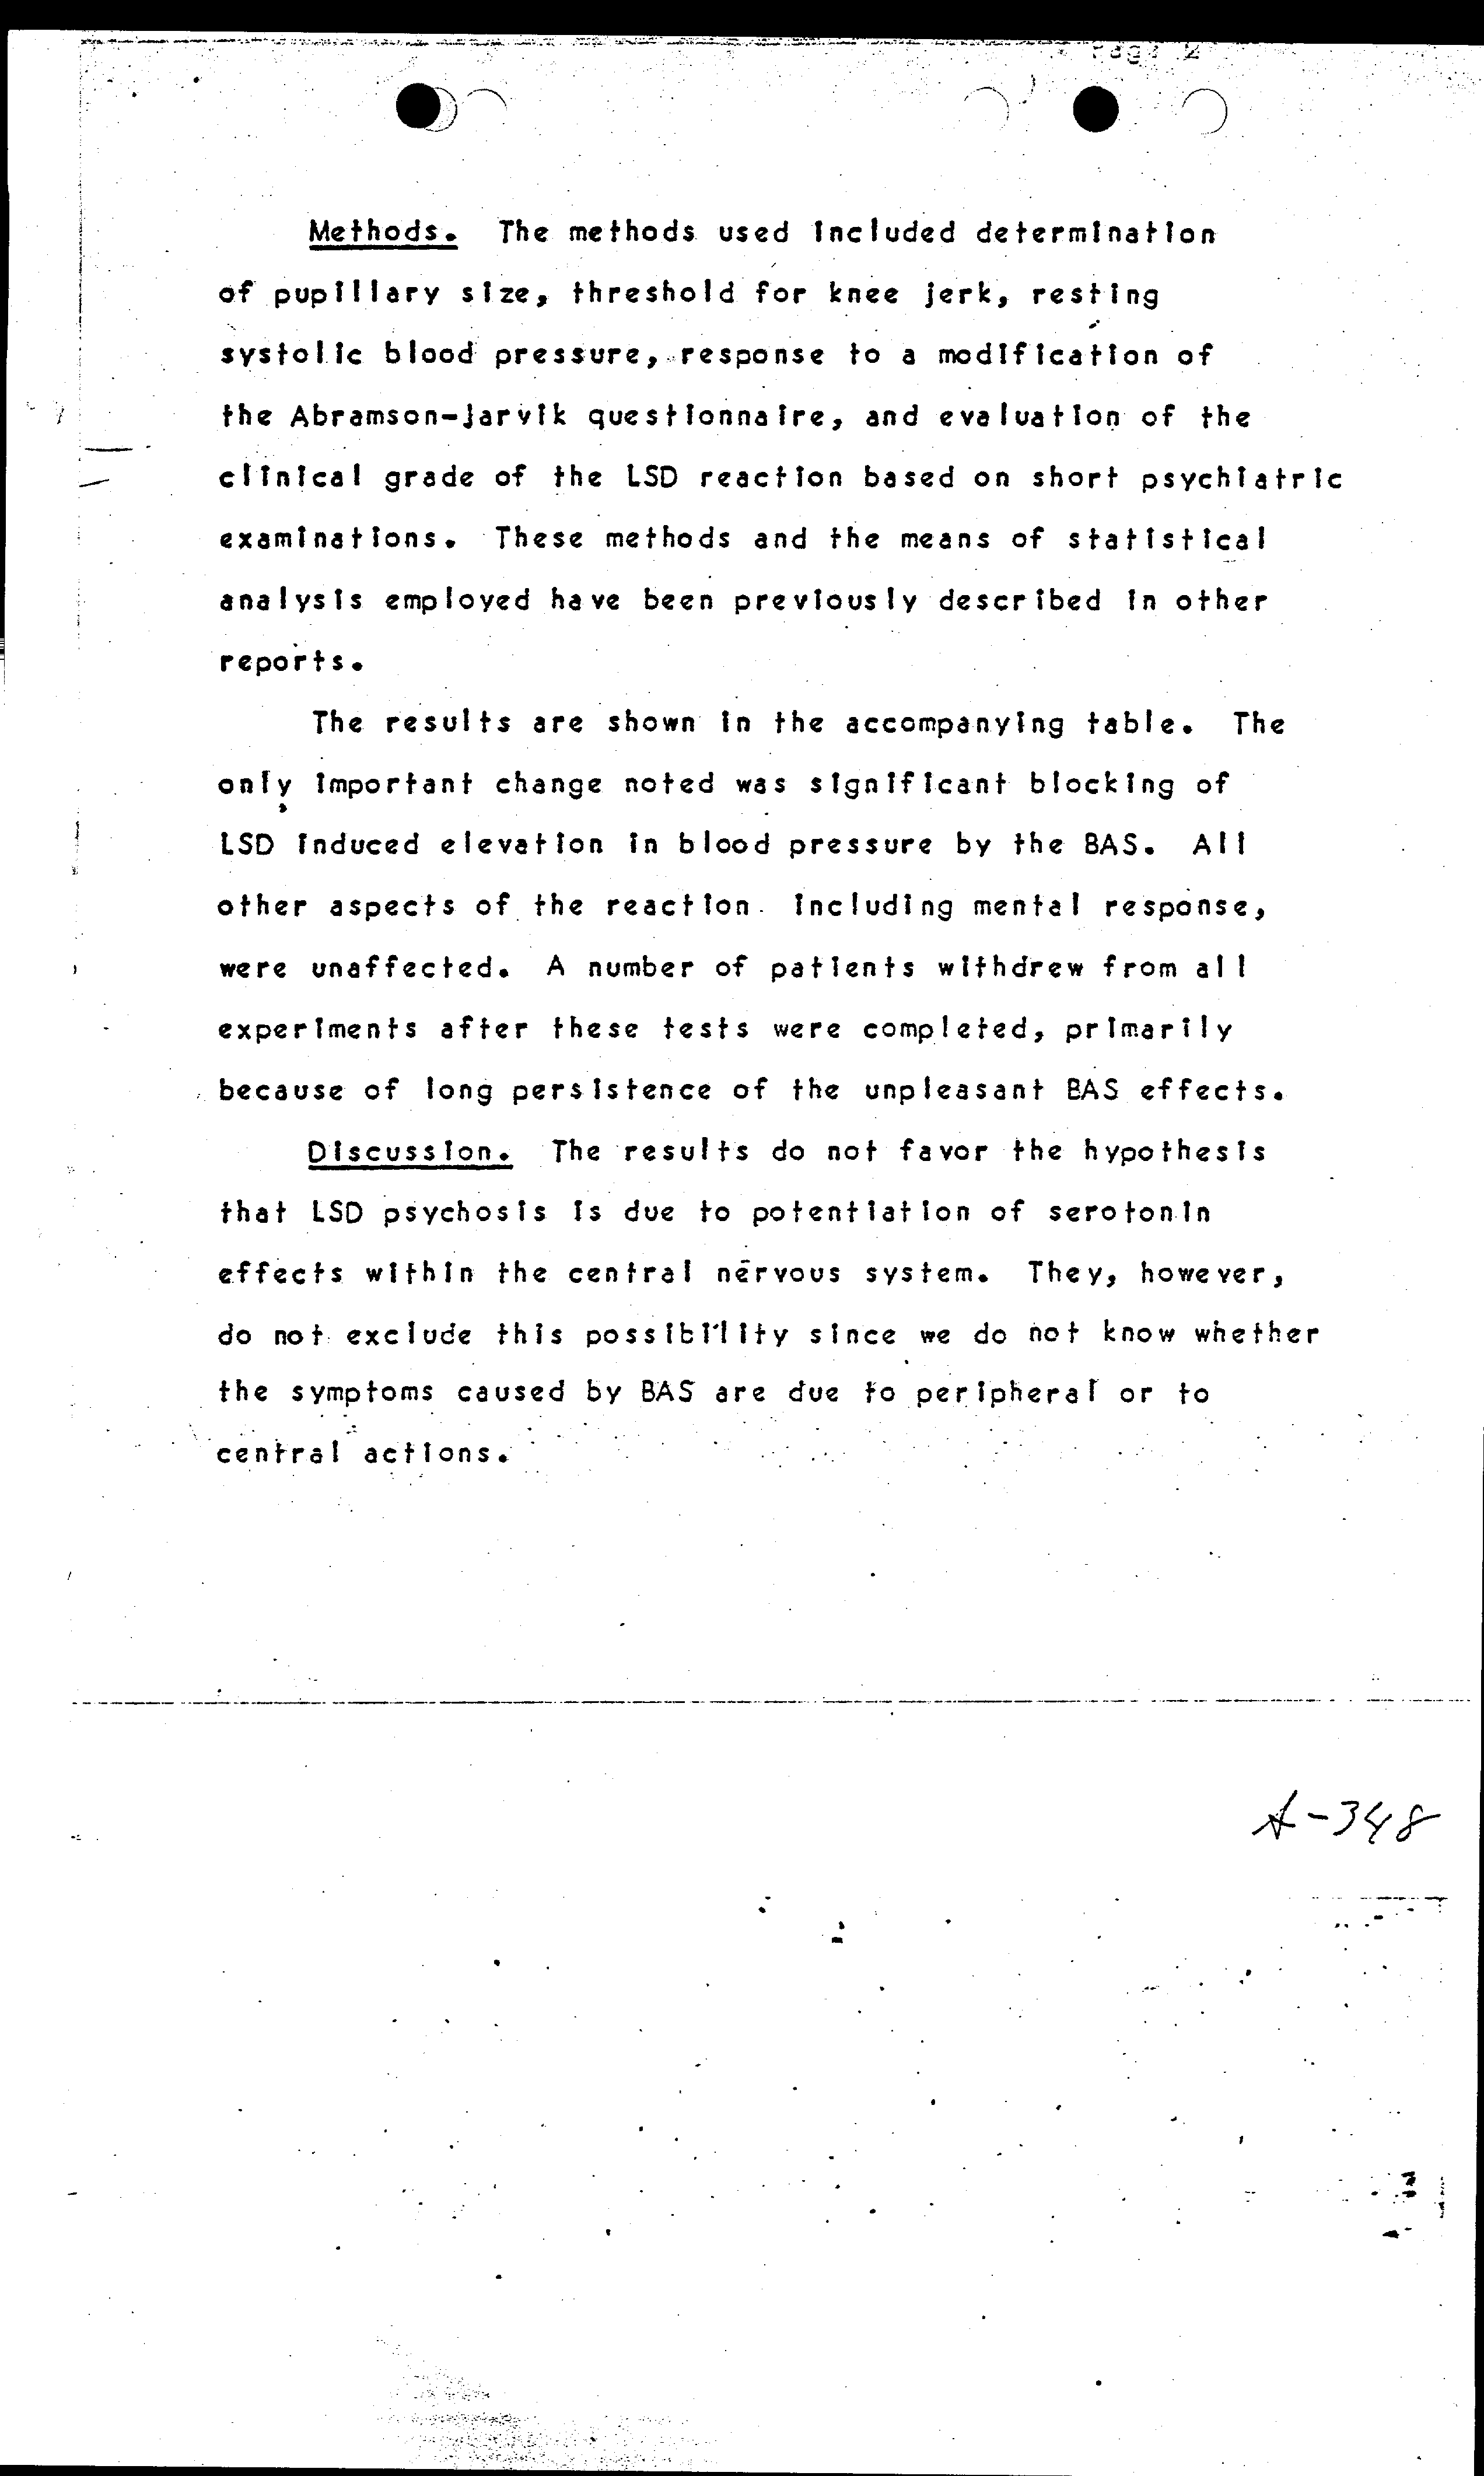 Page 2
Methods. The methods used included determination
of pupillary size, threshold for knee jerk, resting
systolic blood pressure, response to a modification of
the Abramson-Jarvik questionnaire, and evaluation of the
clinical grade of the LSD reaction based on short psychiatric
examinations. These methods and the means of statistical
analysis employed have been previously described in other
reports.
The results are shown in the accompanying table. The
only important change noted was significant blocking of
LSD induced elevation in blood pressure by the BAS. All
other aspects of the reaction. including mental response,
were unaffected. A number of patients withdrew from all
experiments after these tests were completed, primarily
because of long persistence of the unpleasant BAS effects.
Discussion. The results do not favor the hypothesis
that LSD psychosis is due to potentiation of serotonin
effects within the central nervous system. They, however,
do not exclude this possibility since we do not know whether
the symptoms caused by BAS are due to peripheral or to
central actions.
A-348